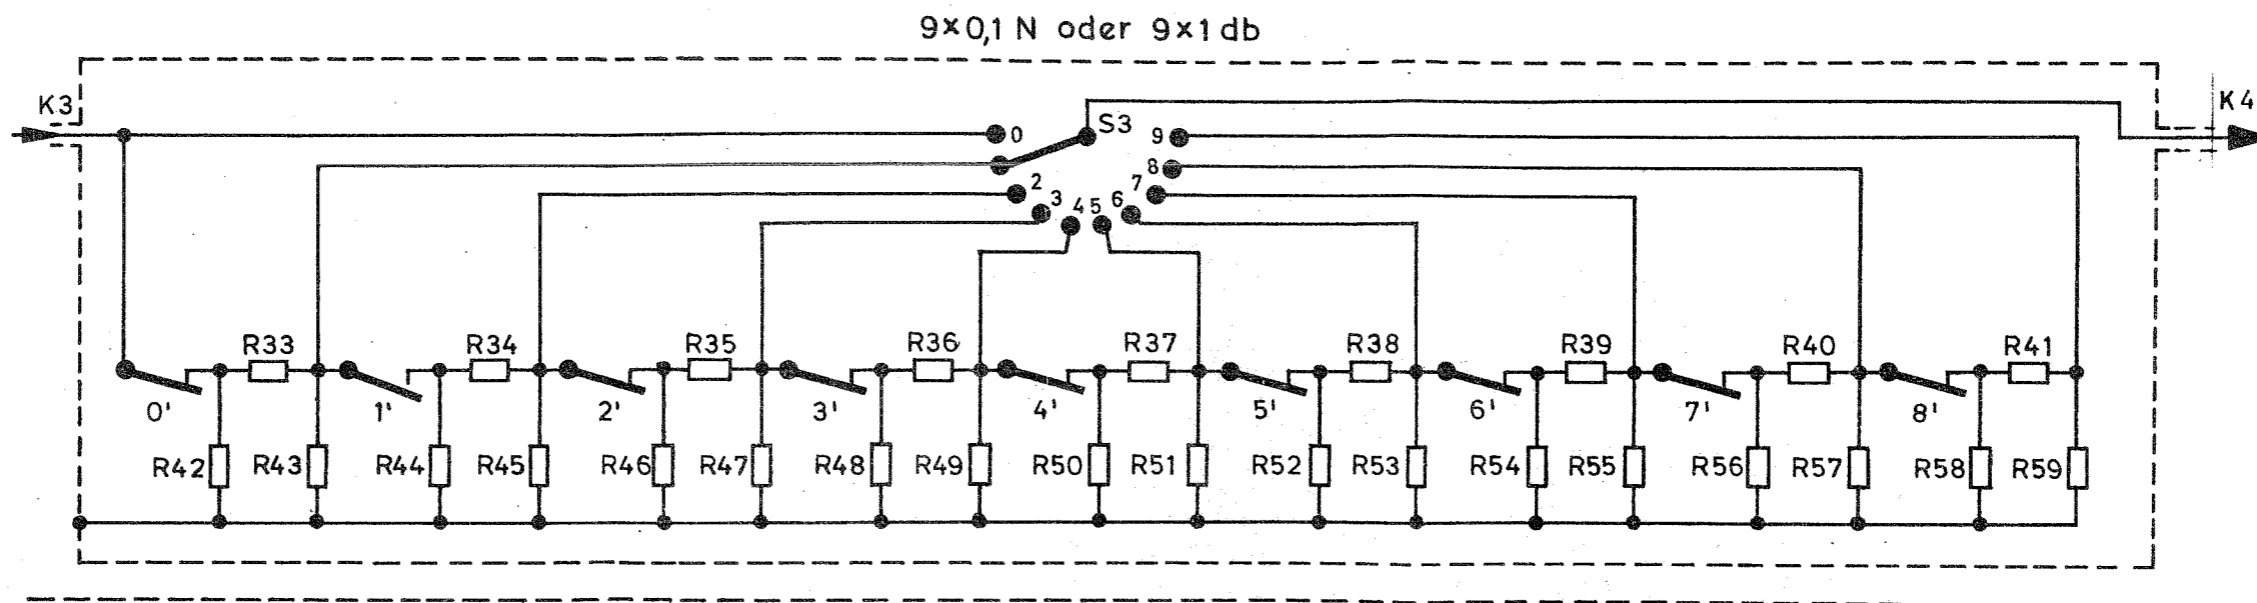 9×0,1 N oder 9×1 db
K3
K4
0
S3
9
8
2
7
3
6
4
5
R33
R34
R35
R36
R37
R38
R39
R40
R41
0'
1'
2'
3'
4'
5'
6'
7'
8'
R42
R43
R44
R45
R46
R47
R48
R49
R50
R51
R52
R53
R54
R55
R56
R57
R58
R59